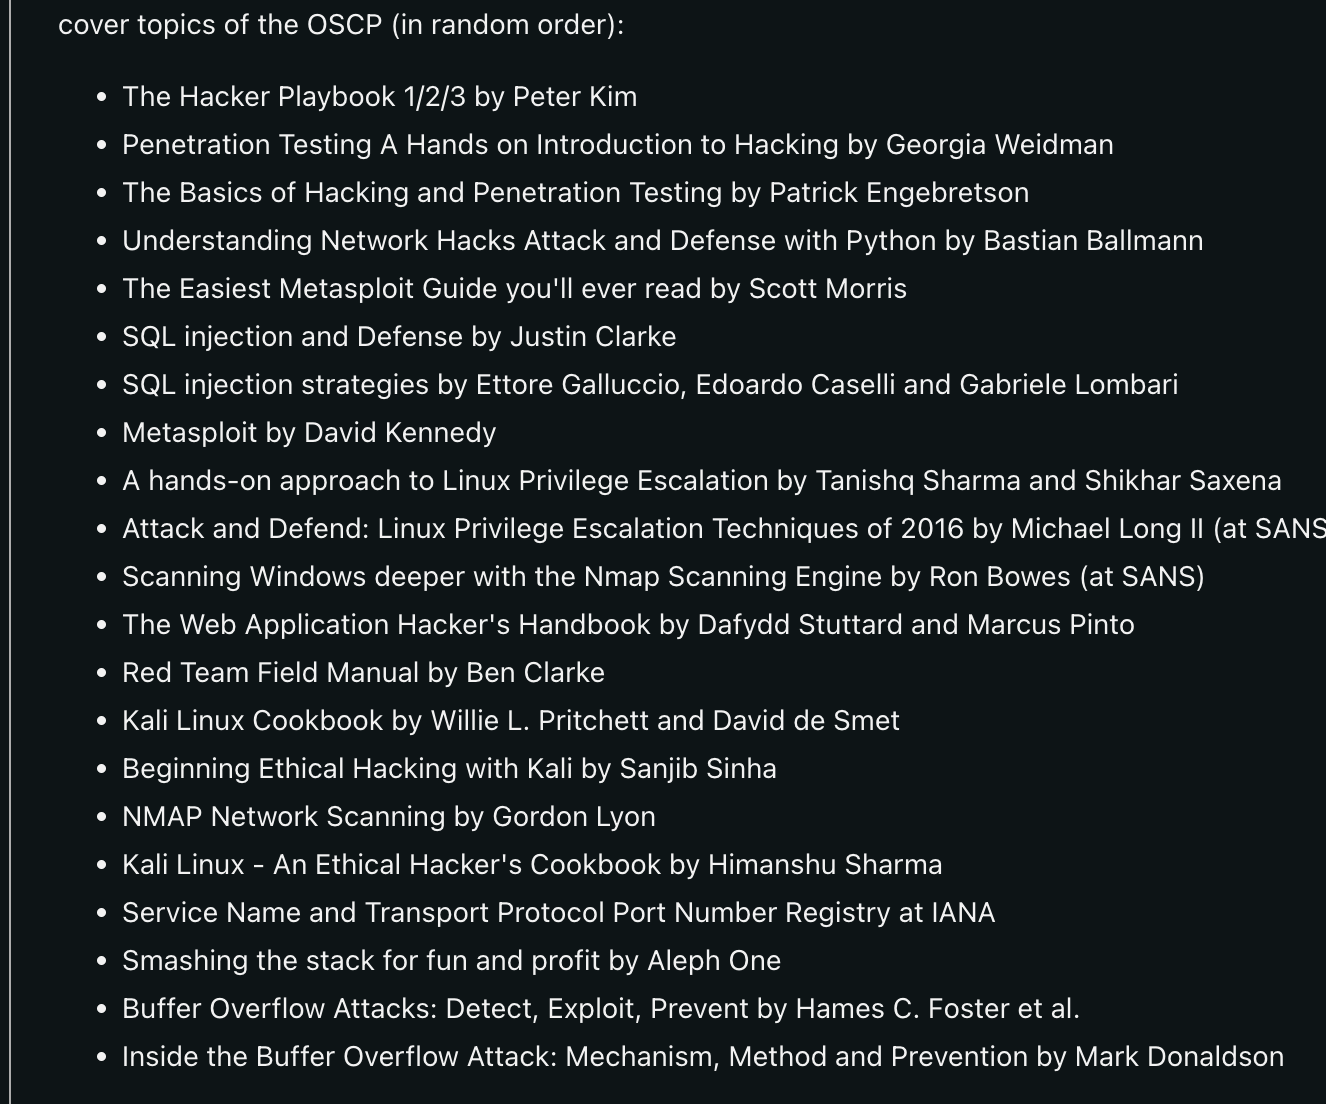 cover topics of the OSCP (in random order):
• The Hacker Playbook 1/2/3 by Peter Kim
• Penetration Testing A Hands on Introduction to Hacking by Georgia Weidman
• The Basics of Hacking and Penetration Testing by Patrick Engebretson
• Understanding Network Hacks Attack and Defense with Python by Bastian Ballmann
• The Easiest Metasploit Guide you'll ever read by Scott Morris
• SQL injection and Defense by Justin Clarke
• SQL injection strategies by Ettore Galluccio, Edoardo Caselli and Gabriele Lombari
• Metasploit by David Kennedy
• A hands-on approach to Linux Privilege Escalation by Tanishq Sharma and Shikhar Saxena
• Attack and Defend: Linux Privilege Escalation Techniques of 2016 by Michael Long II (at SANS
• Scanning Windows deeper with the Nmap Scanning Engine by Ron Bowes (at SANS)
• The Web Application Hacker's Handbook by Dafydd Stuttard and Marcus Pinto
• Red Team Field Manual by Ben Clarke
• Kali Linux Cookbook by Willie L. Pritchett and David de Smet
• Beginning Ethical Hacking with Kali by Sanjib Sinha
• NMAP Network Scanning by Gordon Lyon
• Kali Linux - An Ethical Hacker's Cookbook by Himanshu Sharma
• Service Name and Transport Protocol Port Number Registry at IANA
• Smashing the stack for fun and profit by Aleph One
• Buffer Overflow Attacks: Detect, Exploit, Prevent by Hames C. Foster et al.
• Inside the Buffer Overflow Attack: Mechanism, Method and Prevention by Mark Donaldson